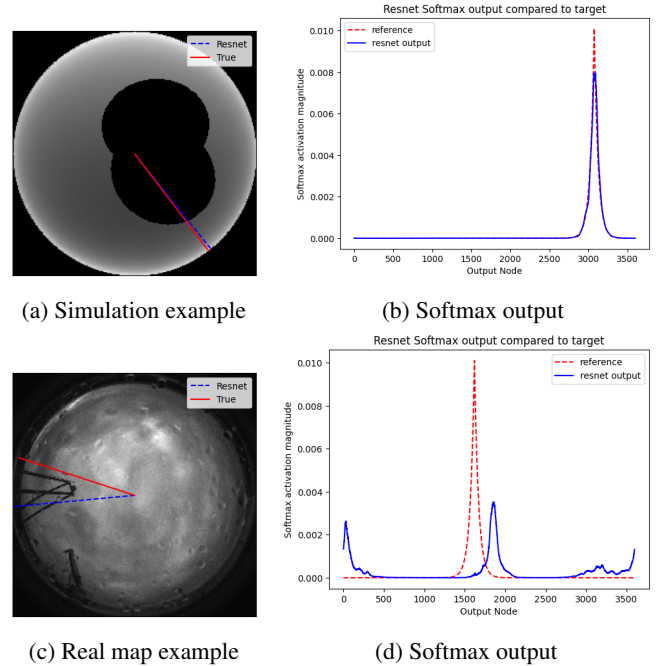 Resnet
True
Resnet Softmax output compared to target
reference
resnet output
Softmax activation magnitude
0.010
0.008
0.006
0.004
0.002
0.000
0 500 1000 1500 2000 2500 3000 3500
Output Node
(a) Simulation example
(b) Softmax output
Resnet
True
Resnet Softmax output compared to target
reference
resnet output
Softmax activation magnitude
0.010
0.008
0.006
0.004
0.002
0.000
0 500 1000 1500 2000 2500 3000 3500
Output Node
(c) Real map example
(d) Softmax output